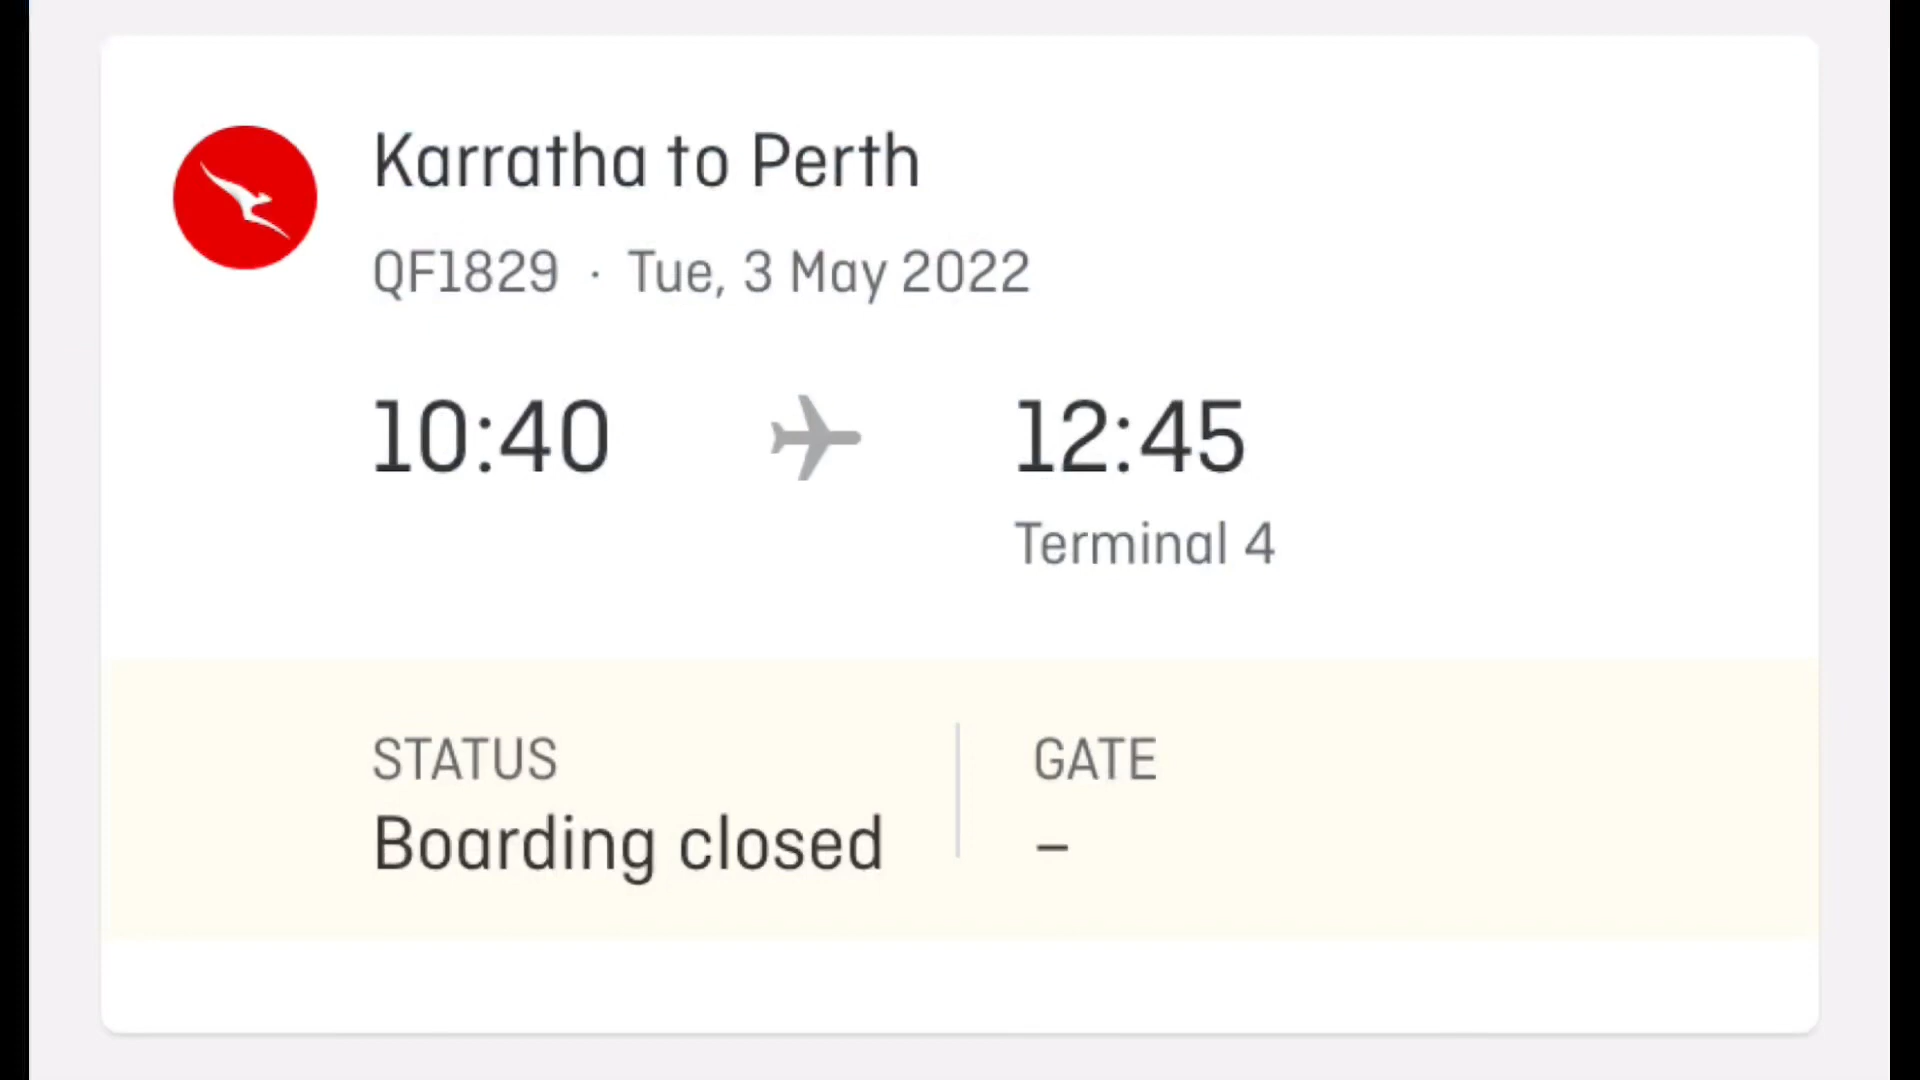 Karratha to Perth
QF1829 · Tue, 3 May 2022
10:40 12:45
Terminal 4
STATUS GATE
Boarding closed –